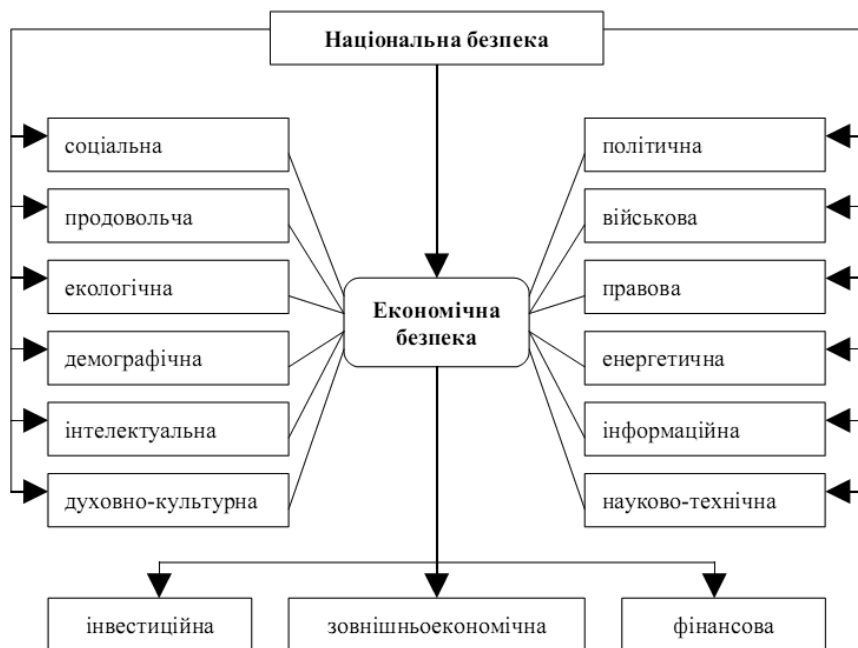 Національна безпека
соціальна
політична
продовольча
військова
екологічна
правова
Економічна
безпека
демографічна
енергетична
інтелектуальна
інформаційна
духовно-культурна
науково-технічна
інвестиційна
зовнішньоекономічна
фінансова